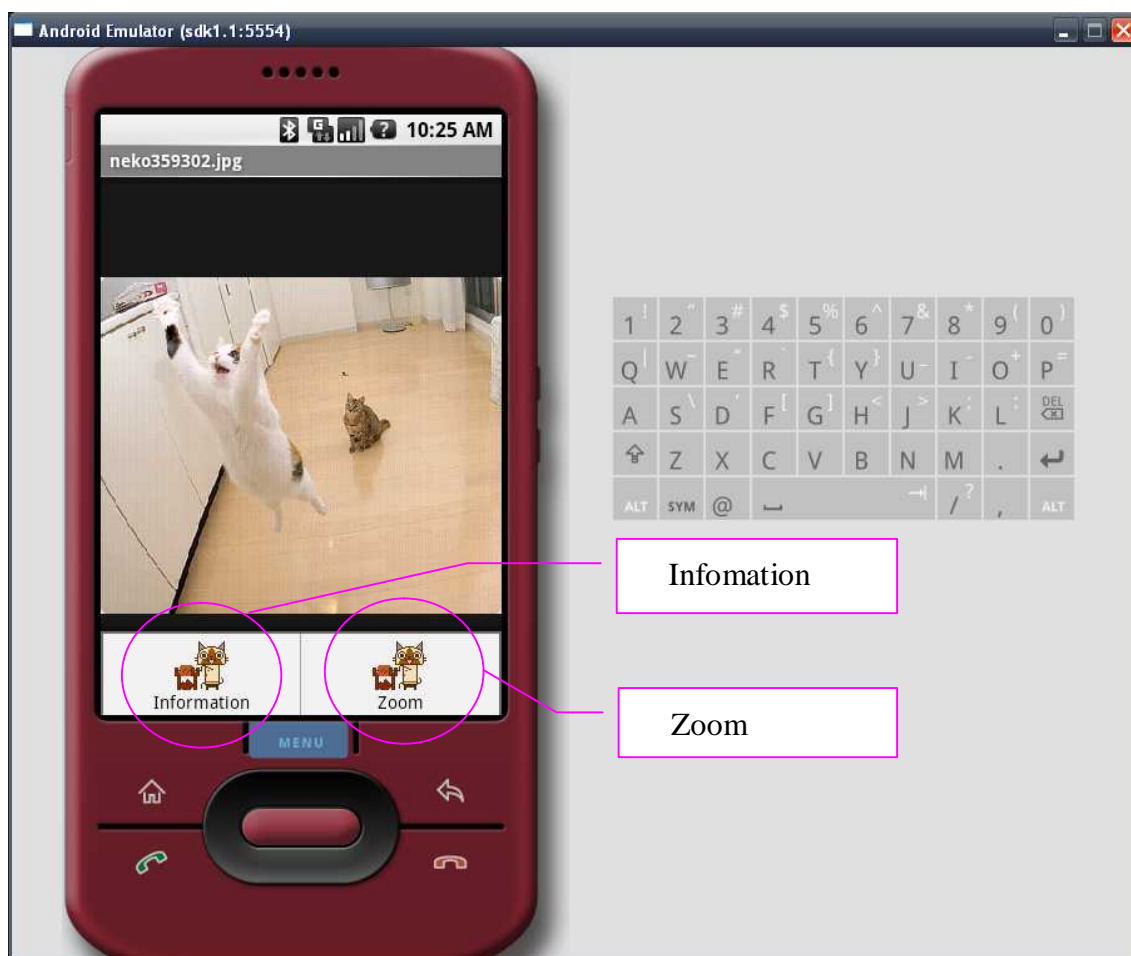 Android Emulator (sdk1.1:5554)
10:25 AM
neko359302.jpg
1 ! 2 " 3 # 4 $ 5 % 6 ^ 7 & 8 * 9 ( 0 )
Q | W ~ E " R ` T { Y } U _ I - O + P =
A S \ D ' F [ G ] H < J > K ; L : DEL
Z X C V B N M .
ALT SYM @ / ? , ALT
Infomation
Information
Zoom
Zoom
MENU